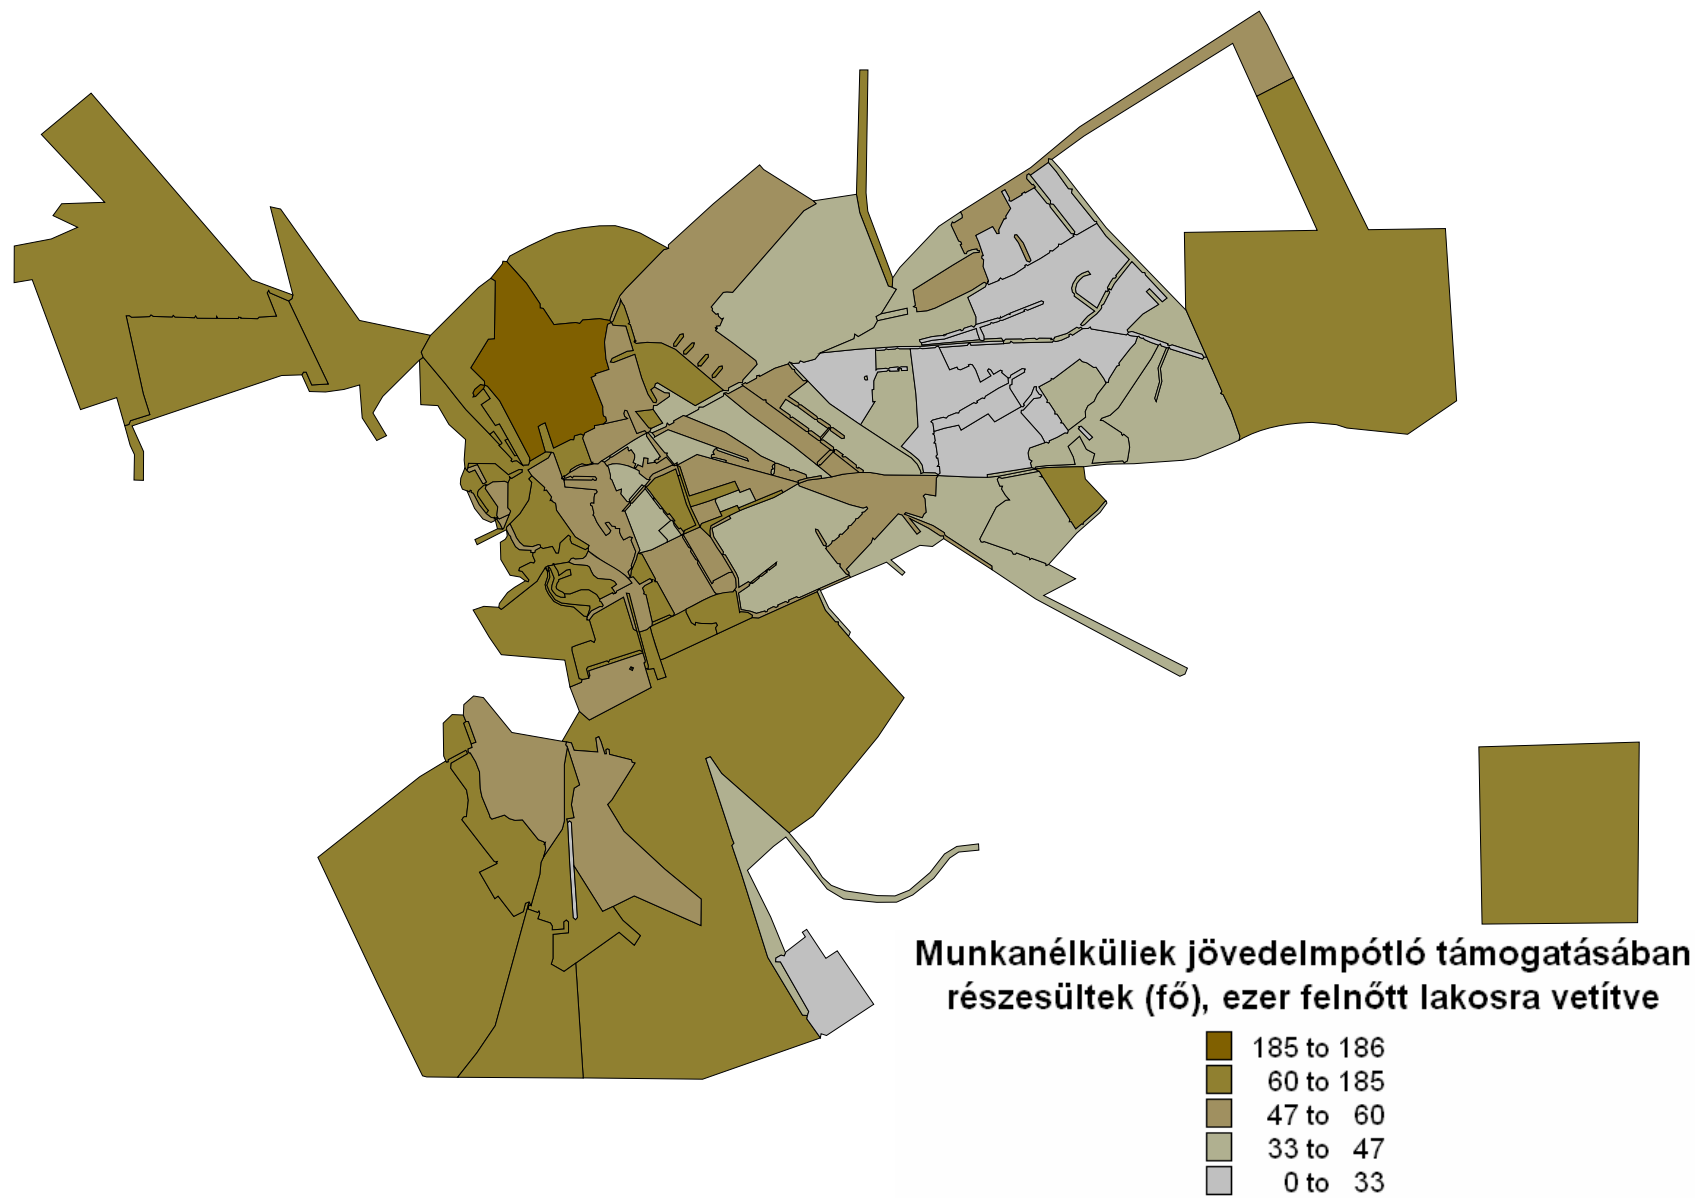 Munkanélküliek jövedelmpótló támogatásában
részesültek (fő), ezer felnőtt lakosra vetítve
185 to 186
60 to 185
47 to 60
33 to 47
0 to 33